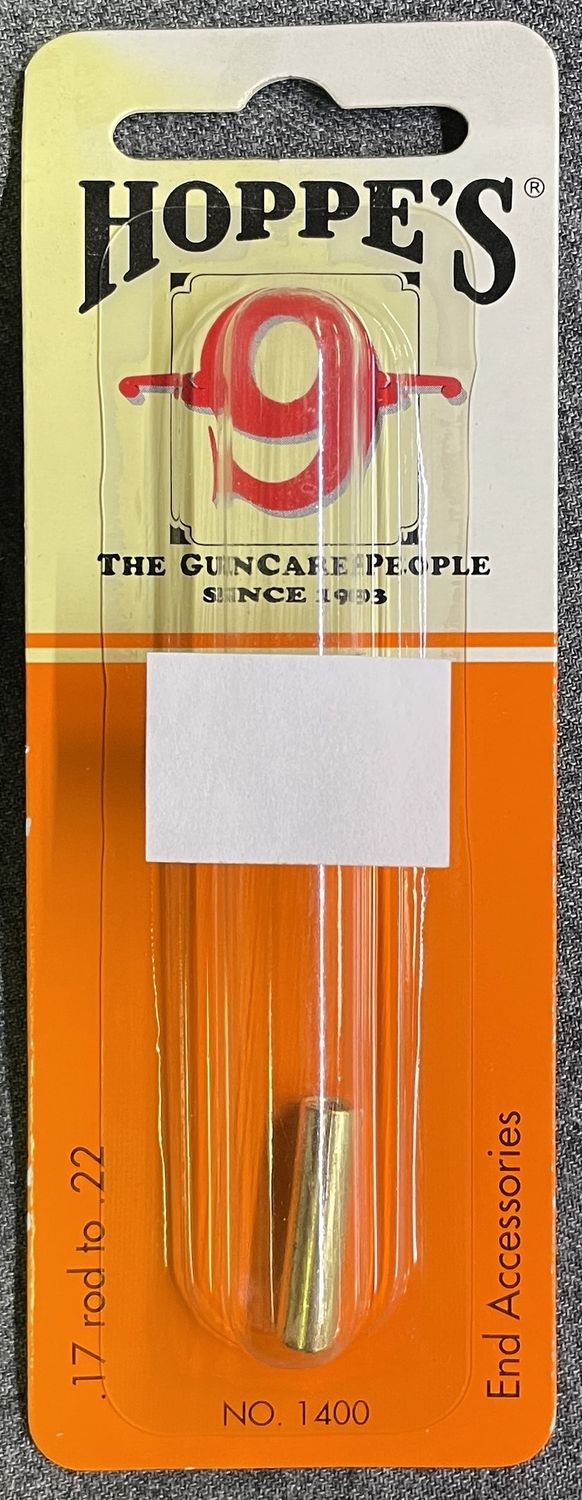 HOPPE'S®
9
THE GUNCARE PEOPLE
SINCE 1903
.17 rod to .22
End Accessories
NO. 1400